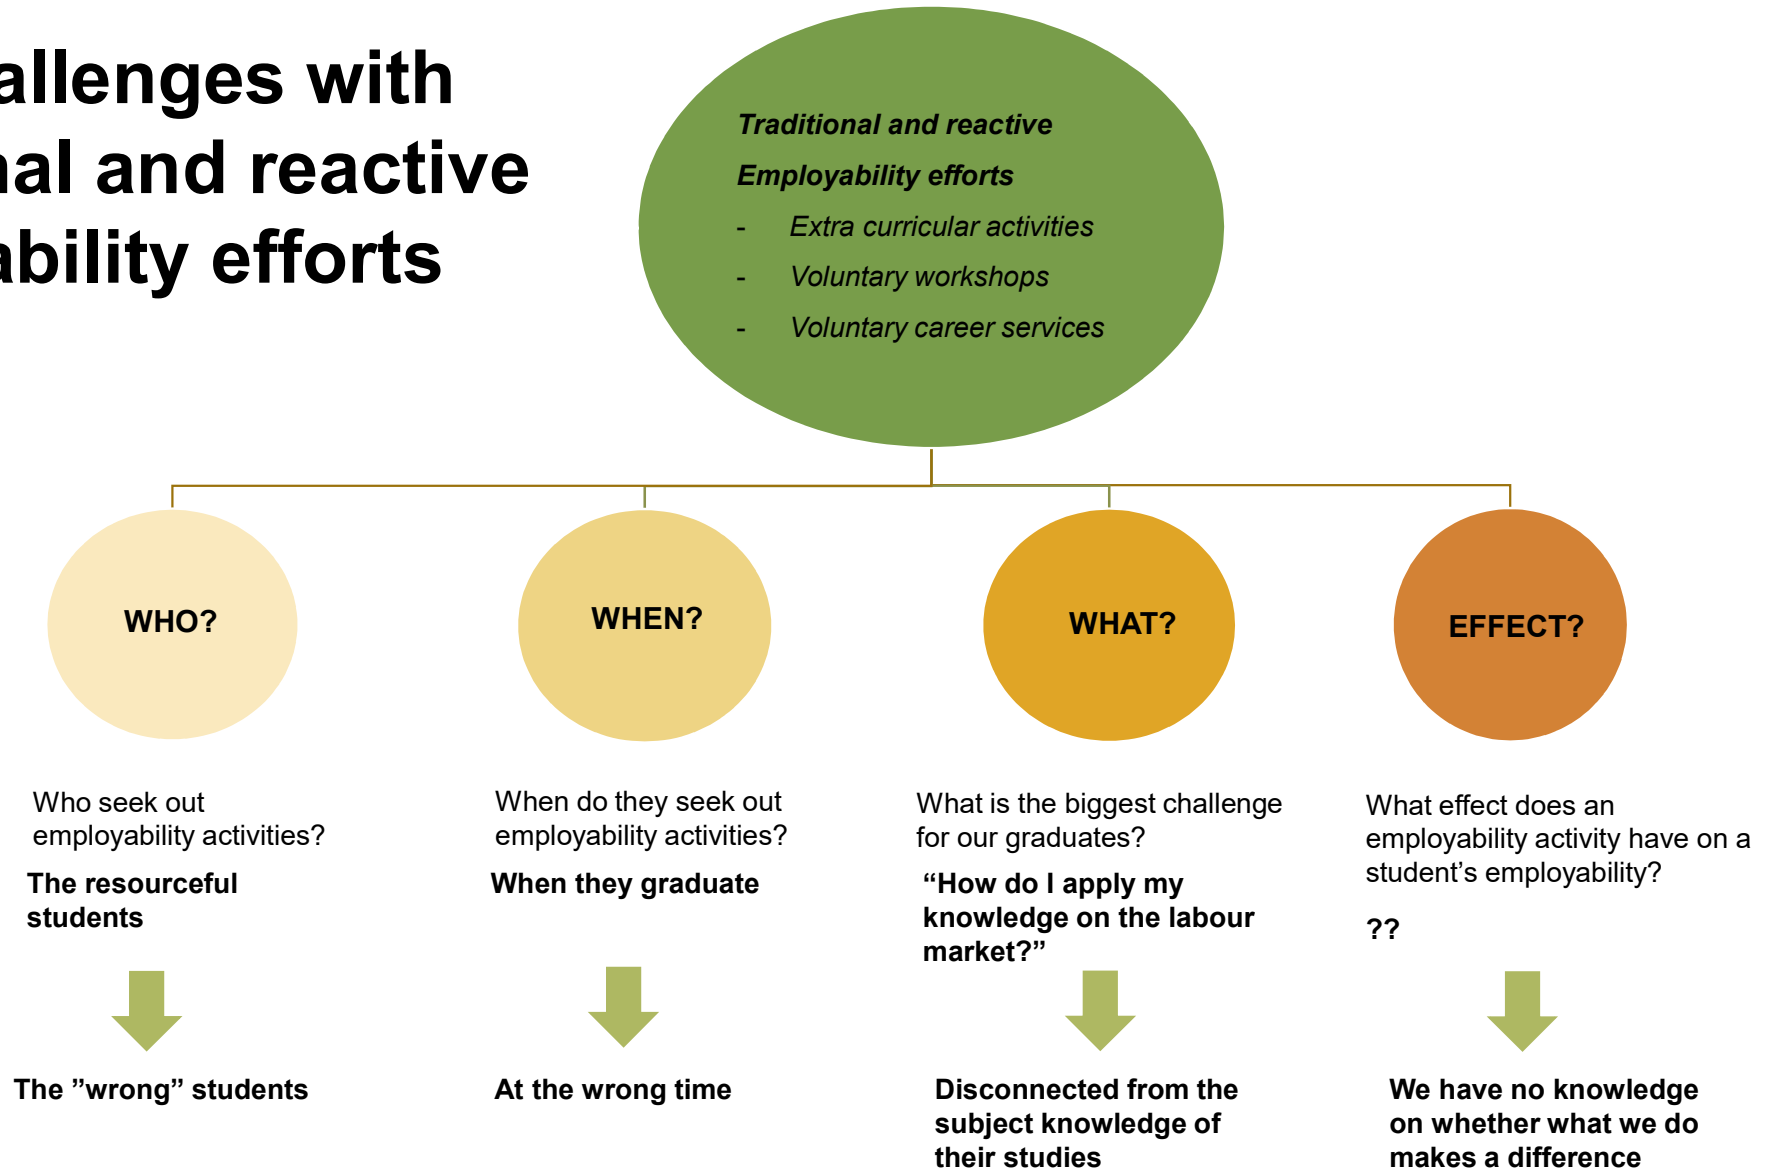 allenges with
nal and reactive
ability efforts
Traditional and reactive
Employability efforts
- Extra curricular activities
- Voluntary workshops
- Voluntary career services
WHO?
WHEN?
WHAT?
EFFECT?
Who seek out
employability activities?
The resourceful
students
The ”wrong” students
When do they seek out
employability activities?
When they graduate
At the wrong time
What is the biggest challenge
for our graduates?
“How do I apply my
knowledge on the labour
market?”
Disconnected from the
subject knowledge of
their studies
What effect does an
employability activity have on a
student’s employability?
??
We have no knowledge
on whether what we do
makes a difference